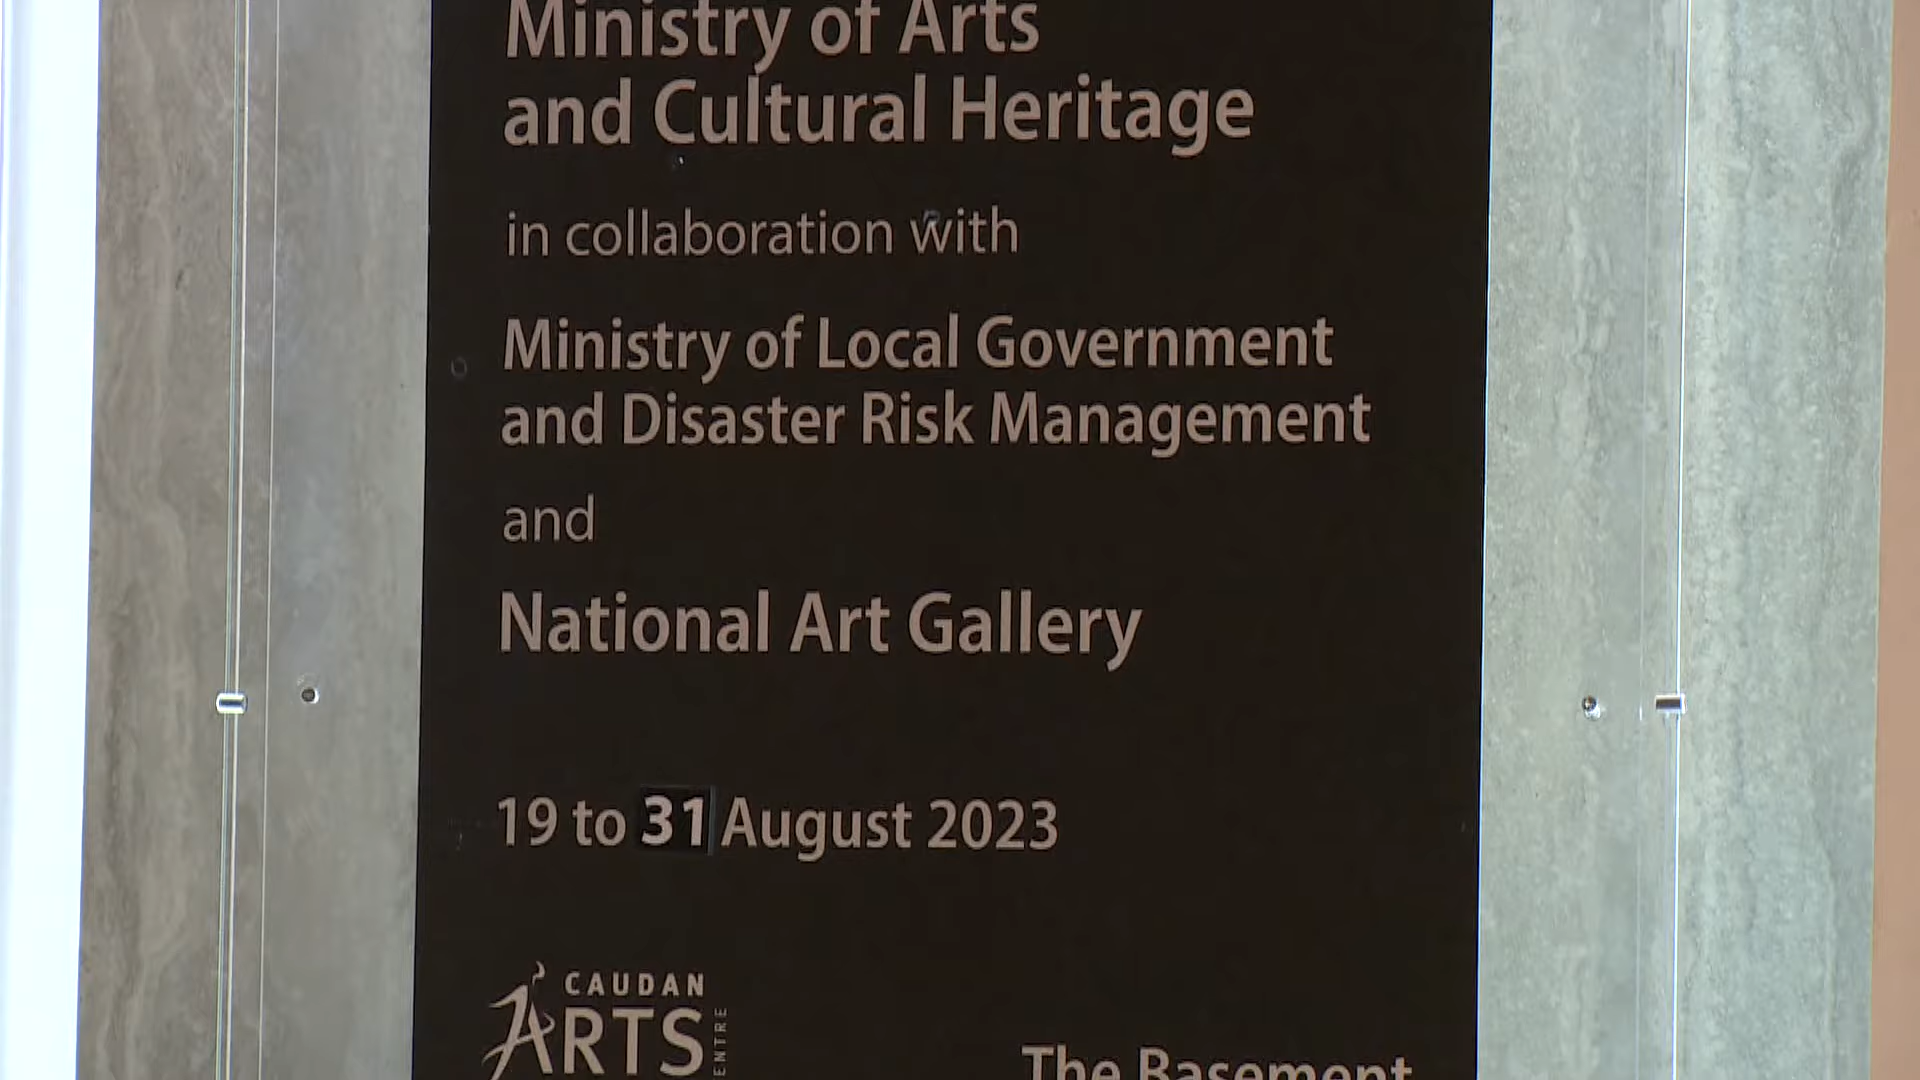 Ministry of Arts
and Cultural Heritage
in collaboration with
Ministry of Local Government
and Disaster Risk Management
and
National Art Gallery
19 to 31 August 2023
CAUDAN
ARTS
The Basement